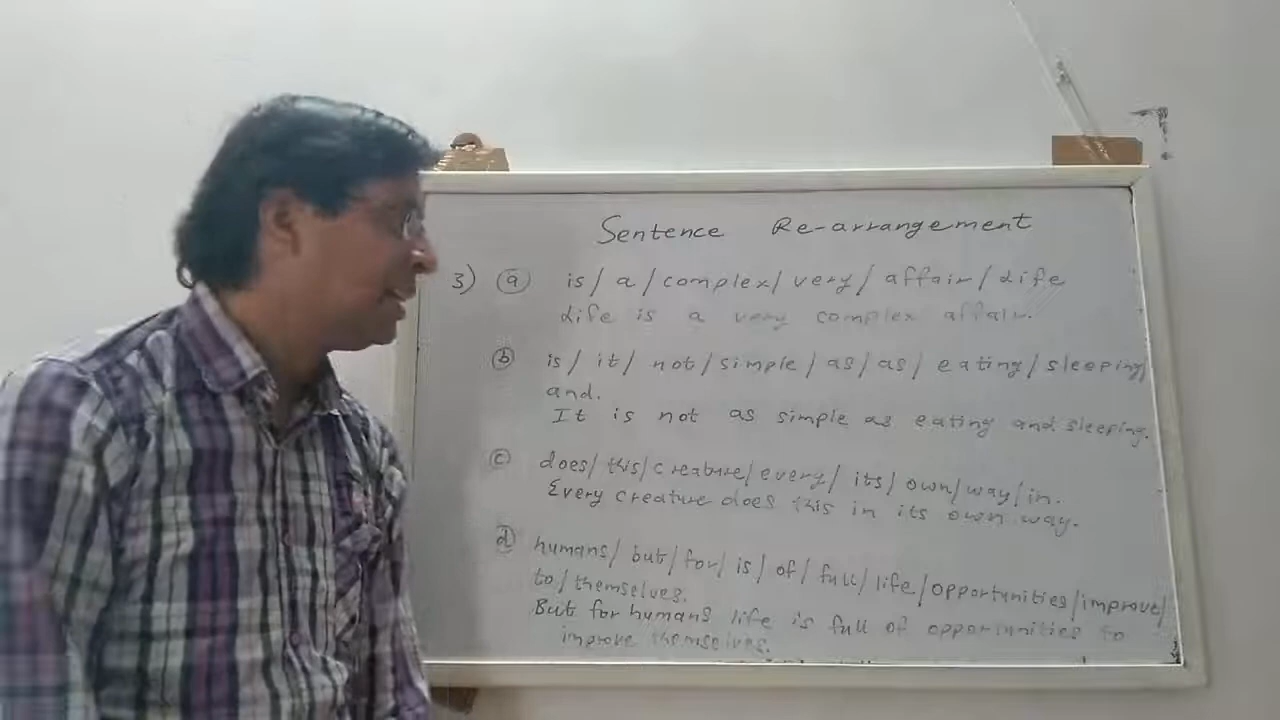 Sentence Re-arrangement
3) (a) is/ a/ complex/ very/ affair/ Life
Life is a very complex affair.
(b) is/ it/ not/ simple/ as/ as/ eating/ sleeping/
and.
It is not as simple as eating and sleeping.
(c) does/ this/ creature/ every/ its/ own/ way/ in.
Every creature does this in its own way.
(d) humans/ but/ for/ is/ of/ full/ life/ opportunities/ improve/
to/ themselves.
But for humans life is full of opportunities to
improve themselves.